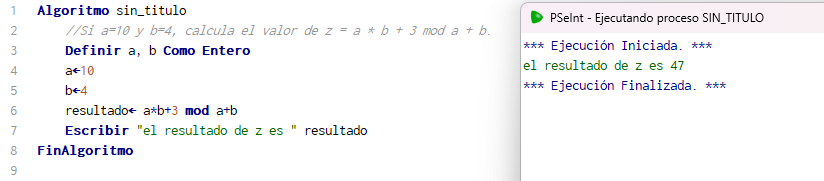 1 Algoritmo sin_titulo
2 //Si a=10 y b=4, calcula el valor de z = a * b + 3 mod a + b.
3 Definir a, b Como Entero
4 a←10
5 b←4
6 resultado← a*b+3 mod a+b
7 Escribir "el resultado de z es " resultado
8 FinAlgoritmo
9
PSeInt - Ejecutando proceso SIN_TITULO
*** Ejecución Iniciada. ***
el resultado de z es 47
*** Ejecución Finalizada. ***